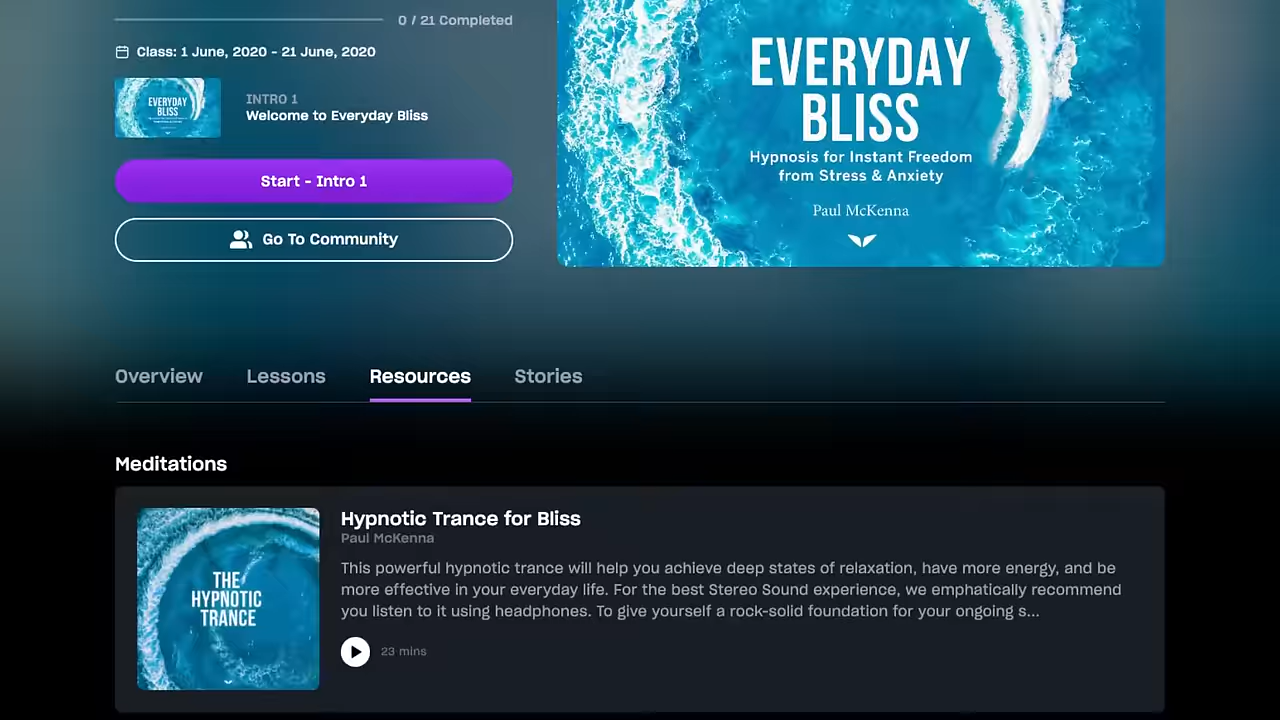 0 / 21 Completed
Class: 1 June, 2020 - 21 June, 2020
EVERYDAY
BLISS
INTRO 1
Welcome to Everyday Bliss
Start - Intro 1
Go To Community
EVERYDAY
BLISS
Hypnosis for Instant Freedom
from Stress & Anxiety
Paul McKenna
Overview
Lessons
Resources
Stories
Meditations
THE
HYPNOTIC
TRANCE
Hypnotic Trance for Bliss
Paul McKenna
This powerful hypnotic trance will help you achieve deep states of relaxation, have more energy, and be
more effective in your everyday life. For the best Stereo Sound experience, we emphatically recommend
you listen to it using headphones. To give yourself a rock-solid foundation for your ongoing s...
23 mins